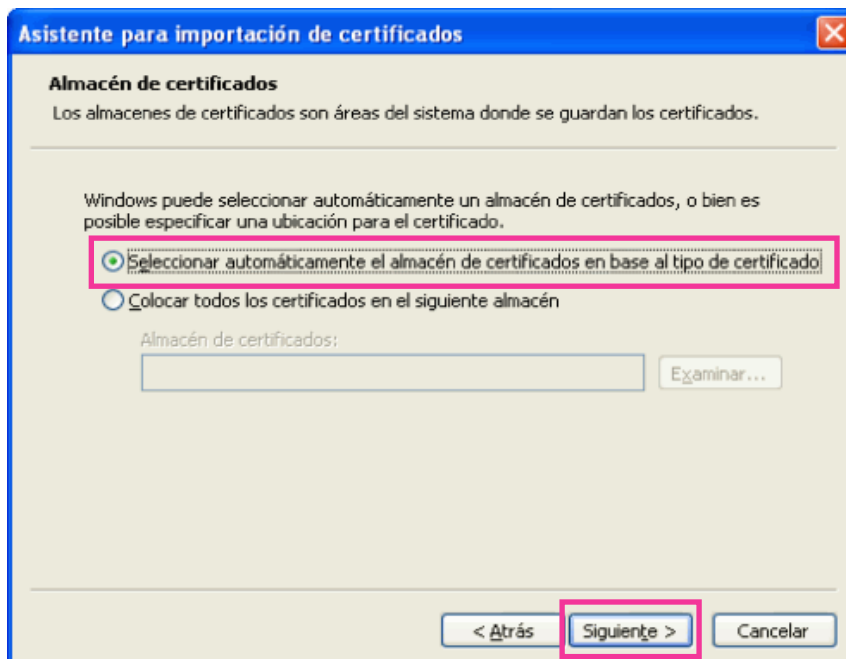 Asistente para importación de certificados
Almacén de certificados
Los almacenes de certificados son áreas del sistema donde se guardan los certificados.
Windows puede seleccionar automáticamente un almacén de certificados, o bien es
posible especificar una ubicación para el certificado.
Seleccionar automáticamente el almacén de certificados en base al tipo de certificado
Colocar todos los certificados en el siguiente almacén
Almacén de certificados:
Examinar...
< Atrás Siguiente > Cancelar